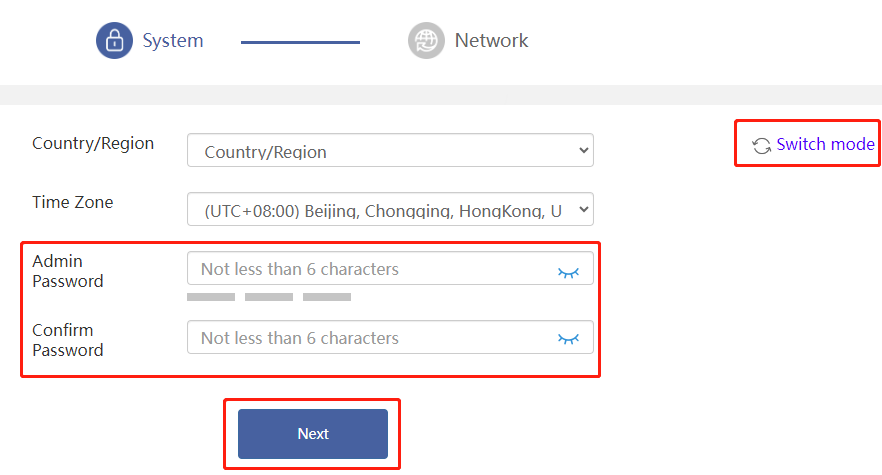 System
Network
Country/Region
Country/Region
Switch mode
Time Zone
(UTC+08:00) Beijing, Chongqing, HongKong, U
Admin
Password
Not less than 6 characters
Confirm
Password
Not less than 6 characters
Next